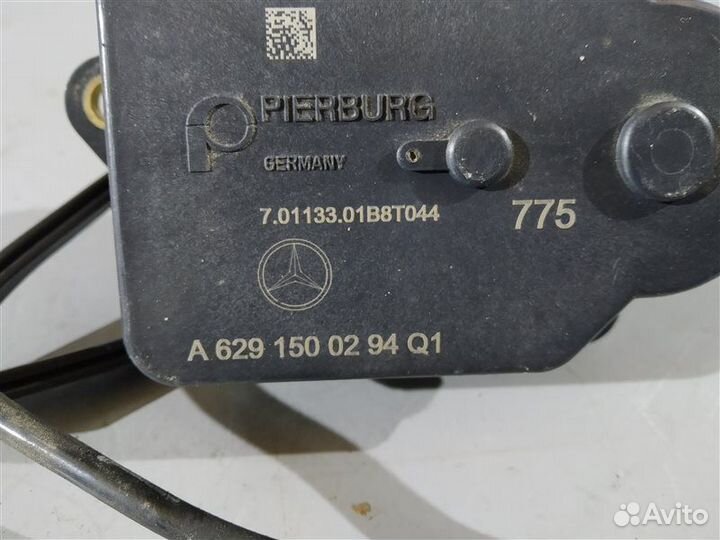 PIERBURG
GERMANY
7.01133.01B8T044
775
A 629 150 02 94 Q1
Avito